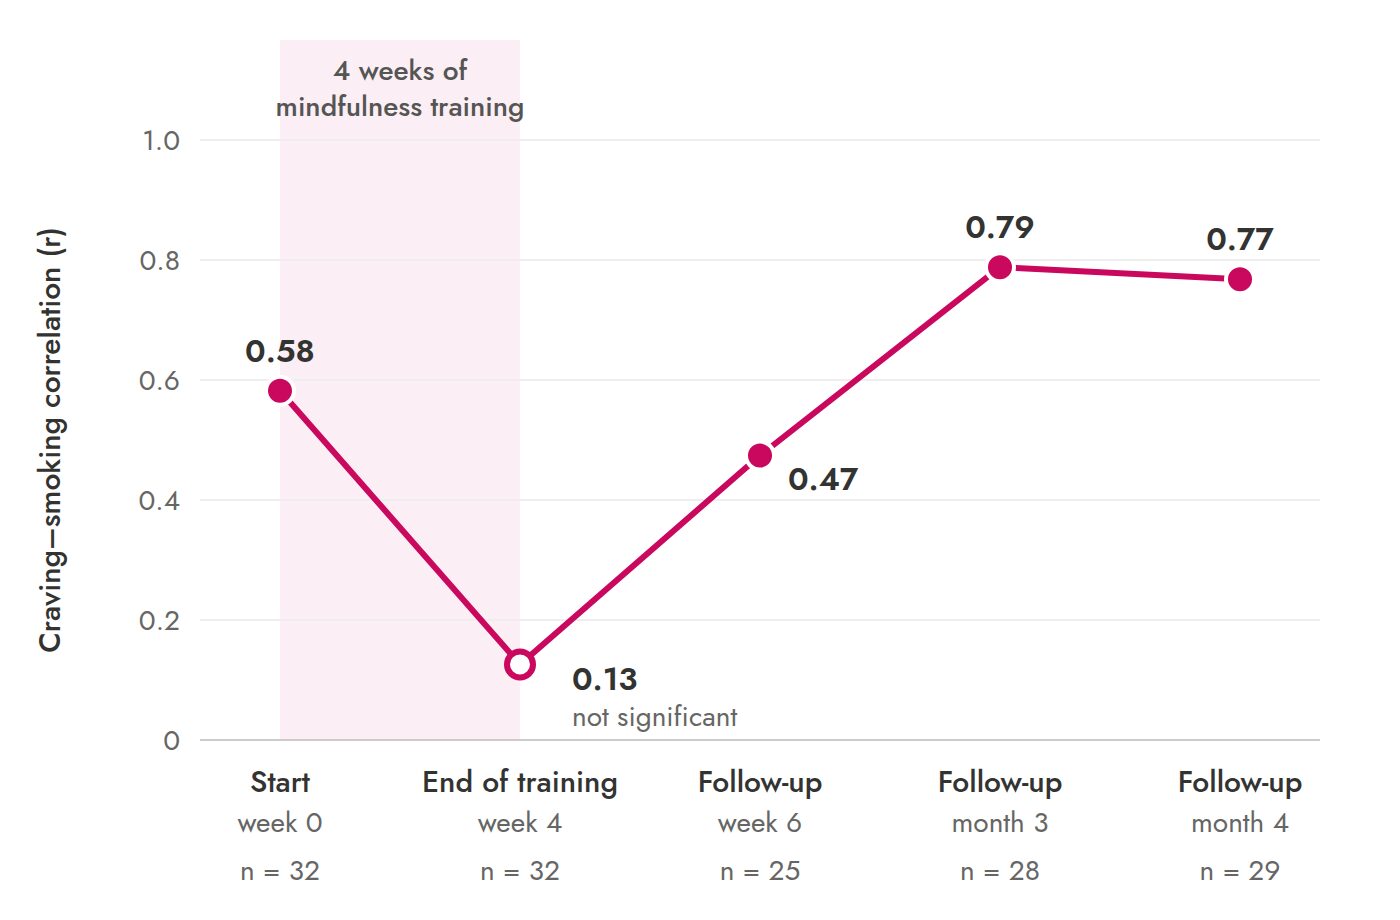 4 weeks of
mindfulness training
Craving–smoking correlation (r)
1.0
0.8
0.6
0.4
0.2
0
0.58
0.13
not significant
0.47
0.79
0.77
Start
week 0
n = 32
End of training
week 4
n = 32
Follow-up
week 6
n = 25
Follow-up
month 3
n = 28
Follow-up
month 4
n = 29